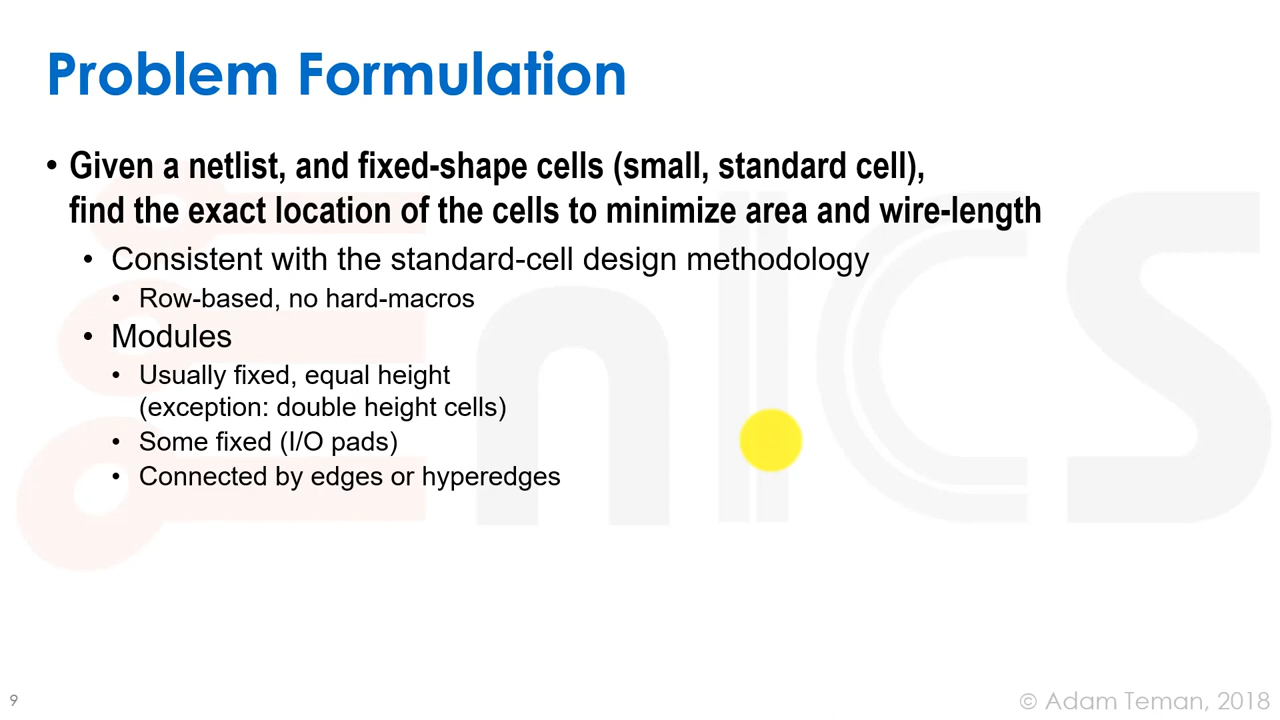 Problem Formulation
• Given a netlist, and fixed-shape cells (small, standard cell),
find the exact location of the cells to minimize area and wire-length
• Consistent with the standard-cell design methodology
• Row-based, no hard-macros
• Modules
• Usually fixed, equal height
(exception: double height cells)
• Some fixed (I/O pads)
• Connected by edges or hyperedges
EnICS
9
© Adam Teman, 2018